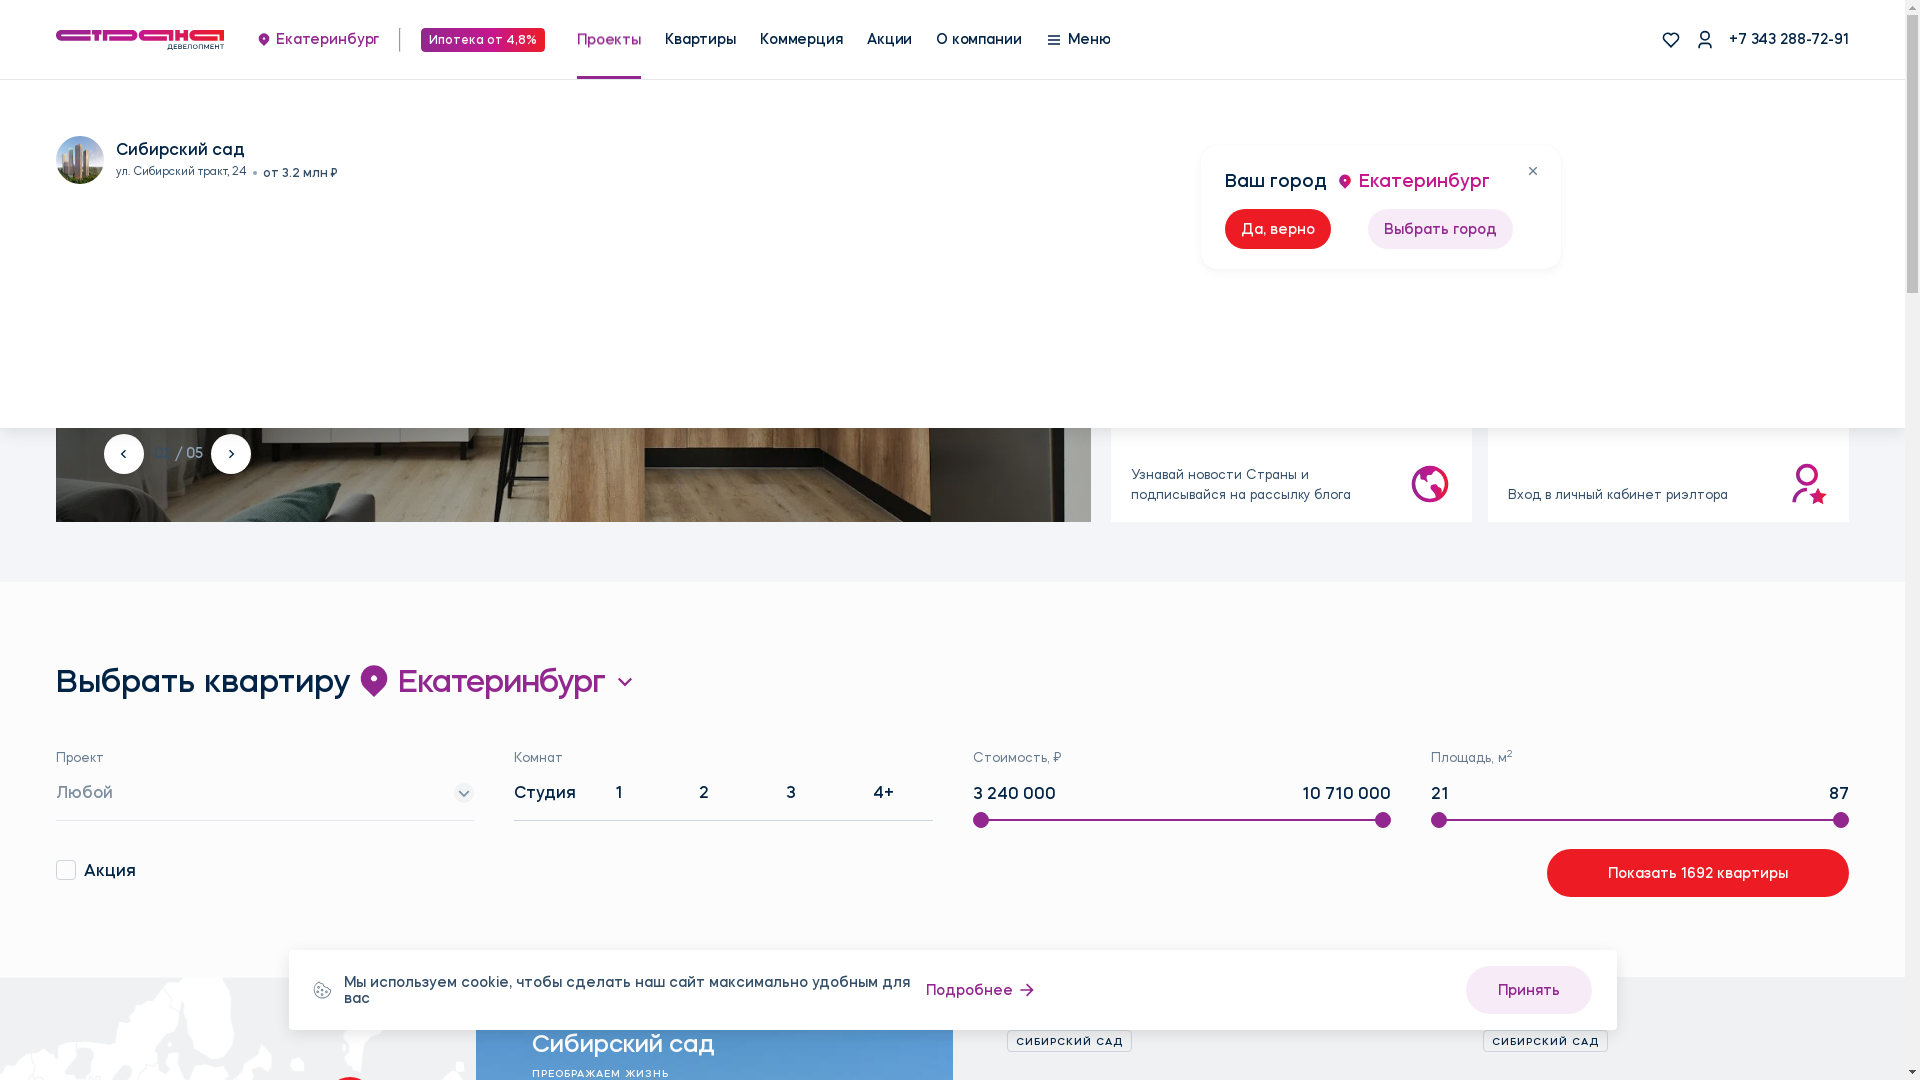 СТРАНА
ДЕВЕЛОПМЕНТ
Екатеринбург
Ипотека от 4,8%
Проекты
Квартиры
Коммерция
Акции
О компании
Меню
+7 343 288-72-91
Сибирский сад
ул. Сибирский тракт, 24 • от 3.2 млн ₽
Ваш город Екатеринбург
Да, верно
Выбрать город
/ 05
Узнавай новости Страны и
подписывайся на рассылку блога
Вход в личный кабинет риэлтора
Выбрать квартиру Екатеринбург
Проект
Любой
Комнат
Студия 1 2 3 4+
Стоимость, ₽
3 240 000 10 710 000
Площадь, м²
21 87
Акция
Показать 1692 квартиры
Мы используем cookie, чтобы сделать наш сайт максимально удобным для
вас
Подробнее
Принять
Сибирский сад
ПРЕОБРАЖАЕМ ЖИЗНЬ
СИБИРСКИЙ САД
СИБИРСКИЙ САД